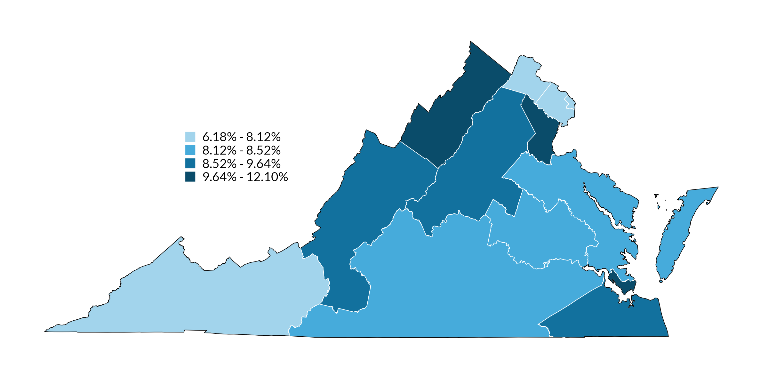 6.18% - 8.12%
8.12% - 8.52%
8.52% - 9.64%
9.64% - 12.10%